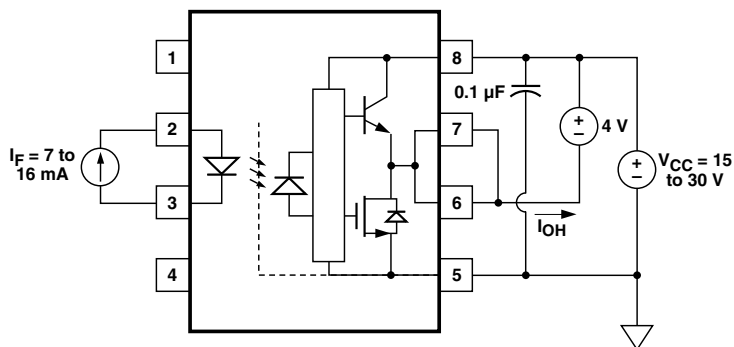 1
8
0.1 µF
2
7
4 V
I_F = 7 to
16 mA
+
–
+
–
V_CC = 15
to 30 V
3
6
I_OH
4
5